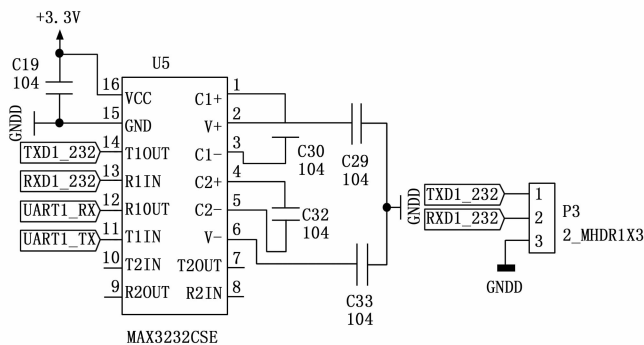 +3.3V
U5
C19
104
16
VCC
C1+
1
15
GND
V+
2
GNDD
TXD1_232
14
T1OUT
C1-
3
C30
104
C29
104
RXD1_232
13
R1IN
C2+
4
UART1_RX
12
R1OUT
C2-
5
C32
104
UART1_TX
11
T1IN
V-
6
10
T2IN
T2OUT
7
9
R2OUT
R2IN
8
C33
104
MAX3232CSE
GNDD
TXD1_232
1
RXD1_232
2
3
P3
2_MHDR1X3
GNDD